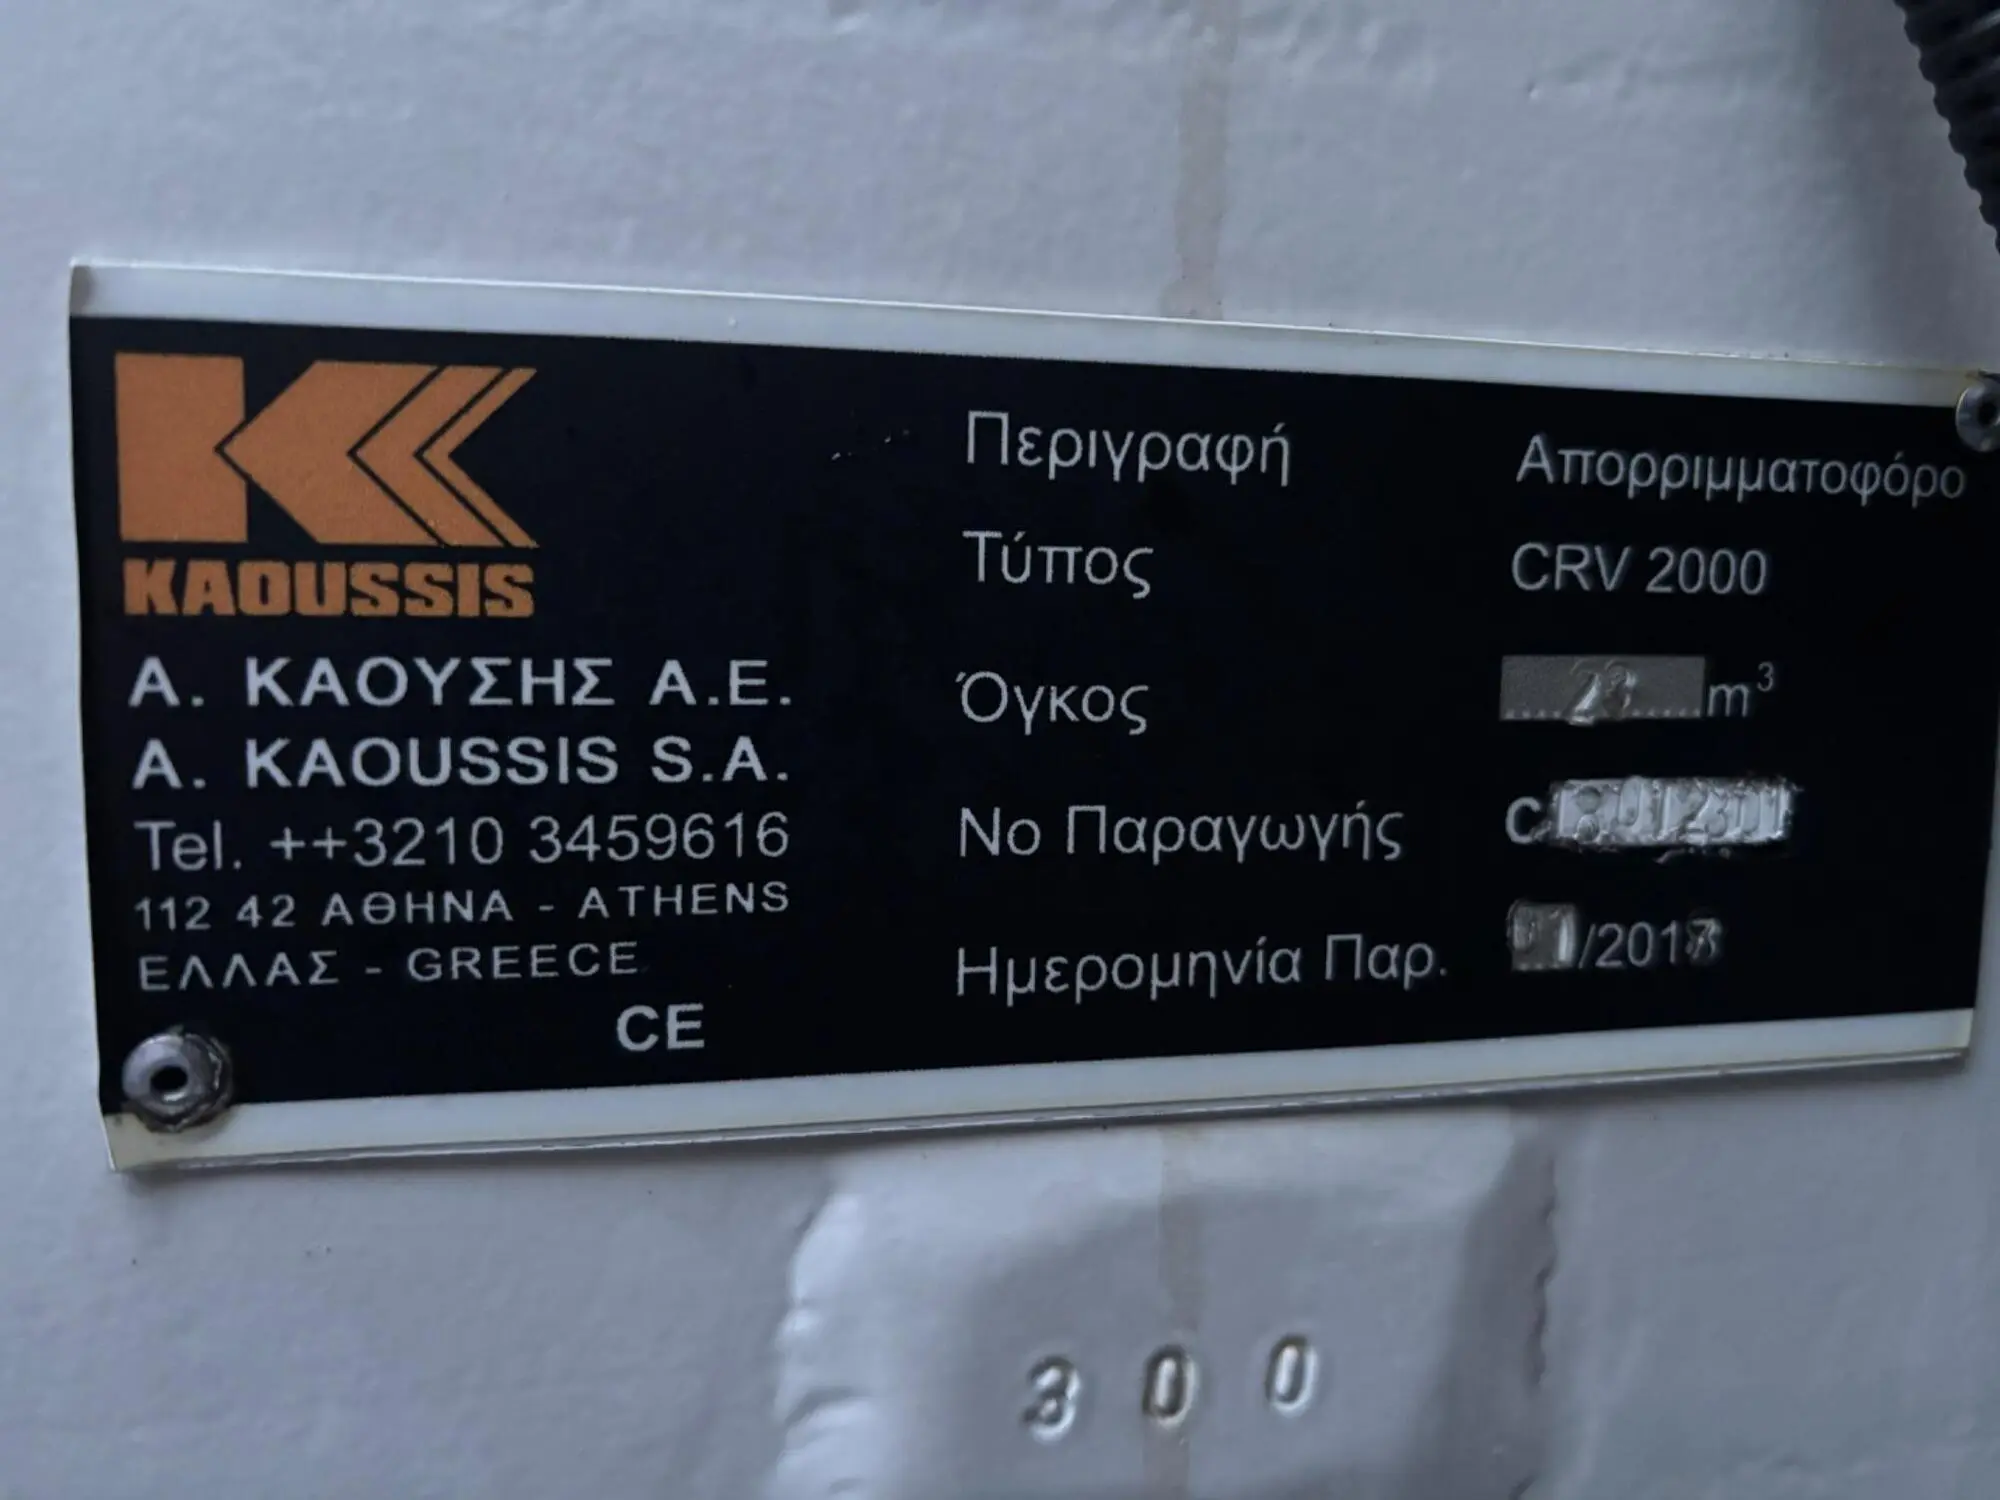 KAOUSSIS
Α. ΚΑΟΥΣΗΣ Α.Ε.
A. KAOUSSIS S.A.
Tel. ++3210 3459616
112 42 ΑΘΗΝΑ - ATHENS
ΕΛΛΑΣ - GREECE
CE
Περιγραφή Απορριμματοφόρο
Τύπος CRV 2000
Όγκος m³
Νο Παραγωγής
Ημερομηνία Παρ.
300